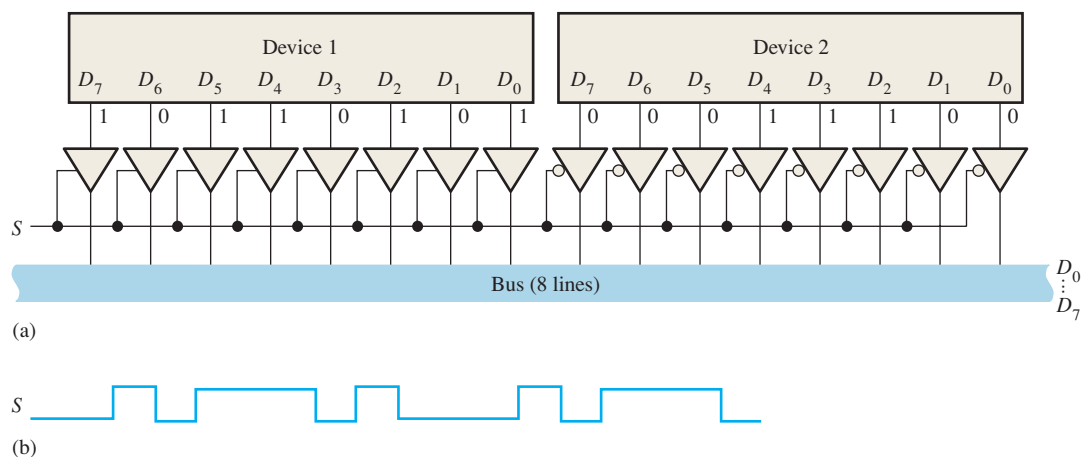 Device 1 Device 2
D7 D6 D5 D4 D3 D2 D1 D0 D7 D6 D5 D4 D3 D2 D1 D0
1 0 1 1 0 1 0 1 0 0 0 1 1 1 0 0
S
Bus (8 lines)
D0
⋮
D7
(a)
S
(b)